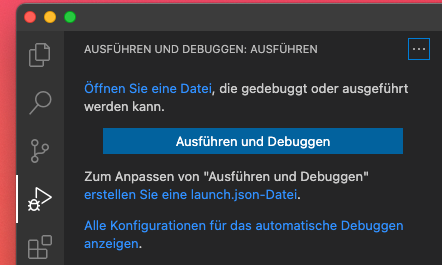 AUSFÜHREN UND DEBUGGEN: AUSFÜHREN
Öffnen Sie eine Datei, die gedebuggt oder ausgeführt
werden kann.
Ausführen und Debuggen
Zum Anpassen von "Ausführen und Debuggen"
erstellen Sie eine launch.json-Datei.
Alle Konfigurationen für das automatische Debuggen
anzeigen.